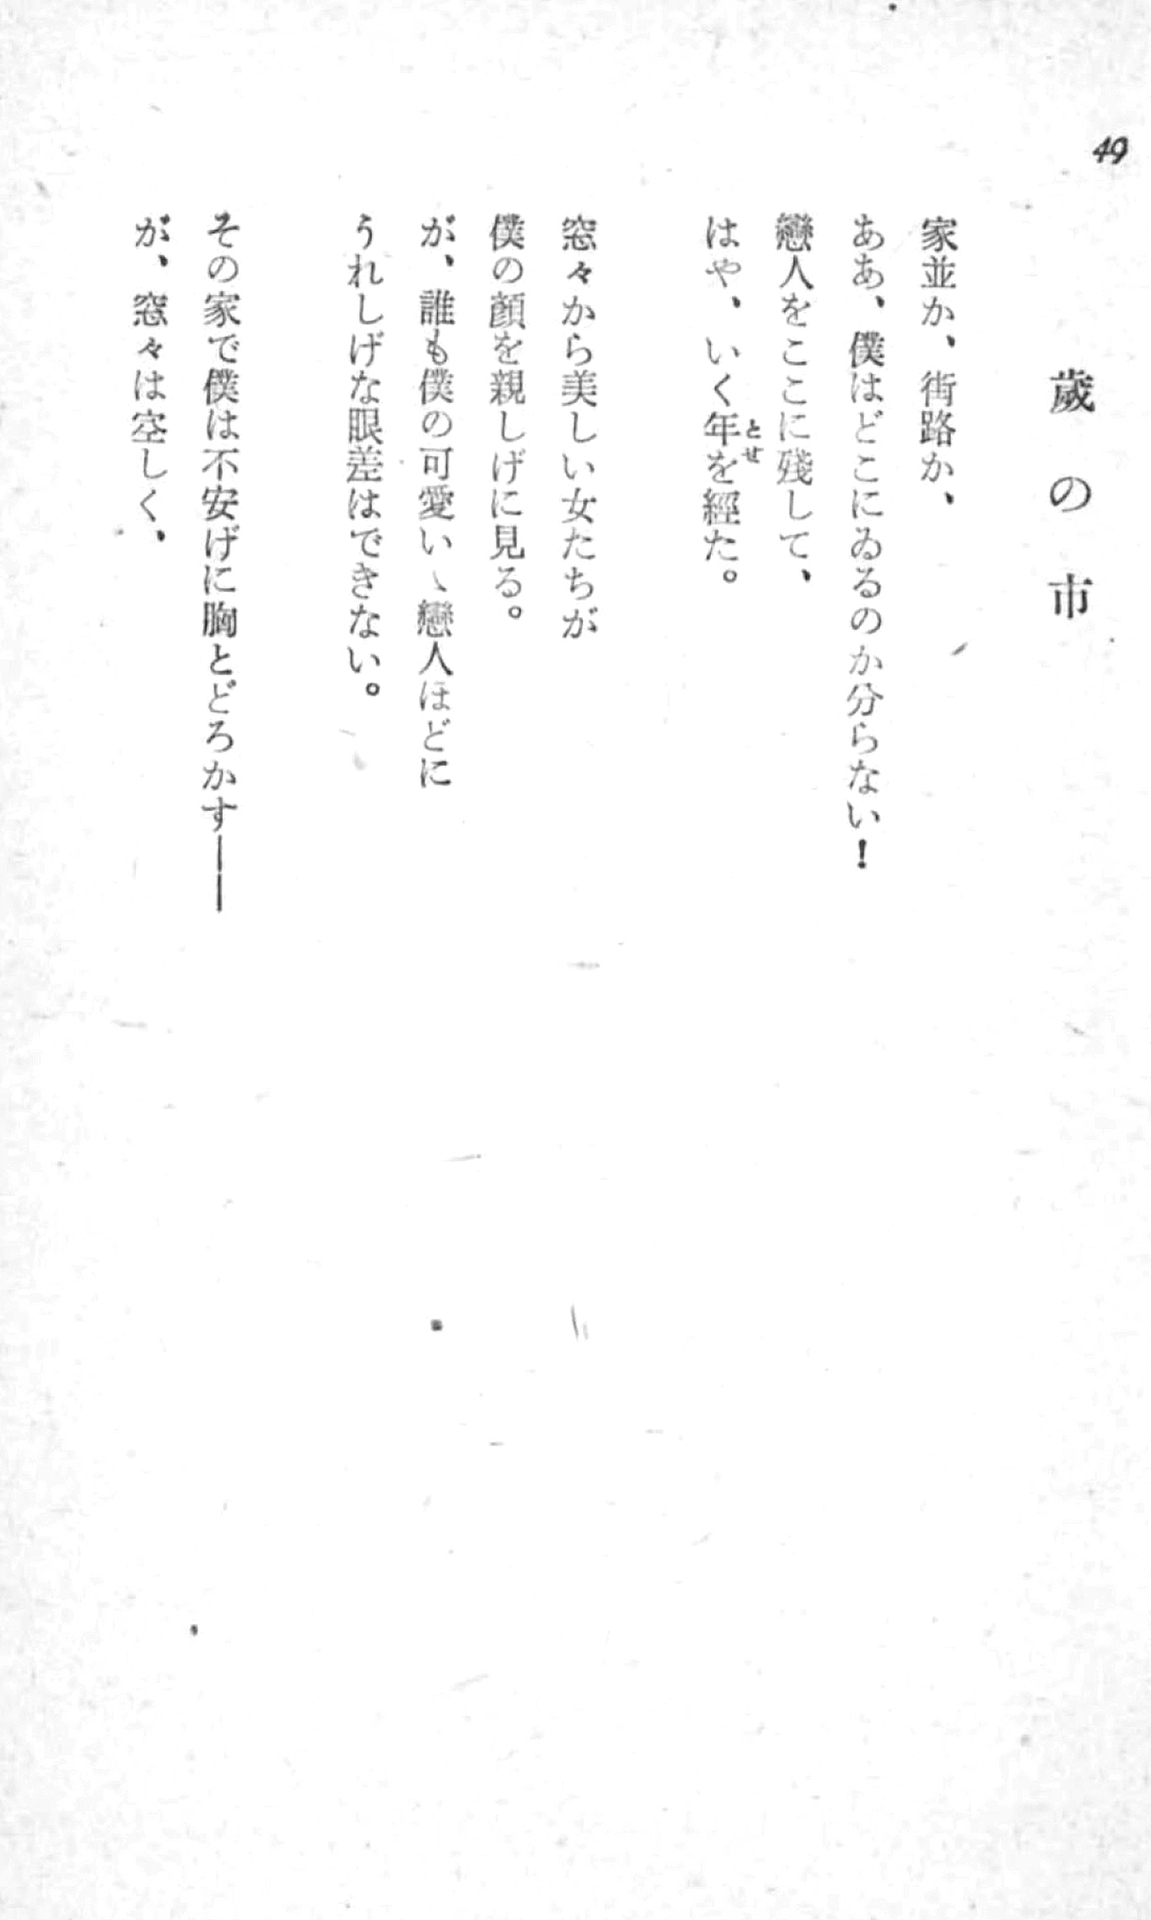 49
歲の市
家並か、街路か、
ああ、僕はどこにゐるのか分らない！
戀人をここに殘して、
はや、いく年を經た。
とせ
窓々から美しい女たちが
僕の顏を親しげに見る。
が、誰も僕の可愛いゝ戀人ほどに
うれしげな眼差はできない。
その家で僕は不安げに胸とどろかす――
が、窓々は空しく、